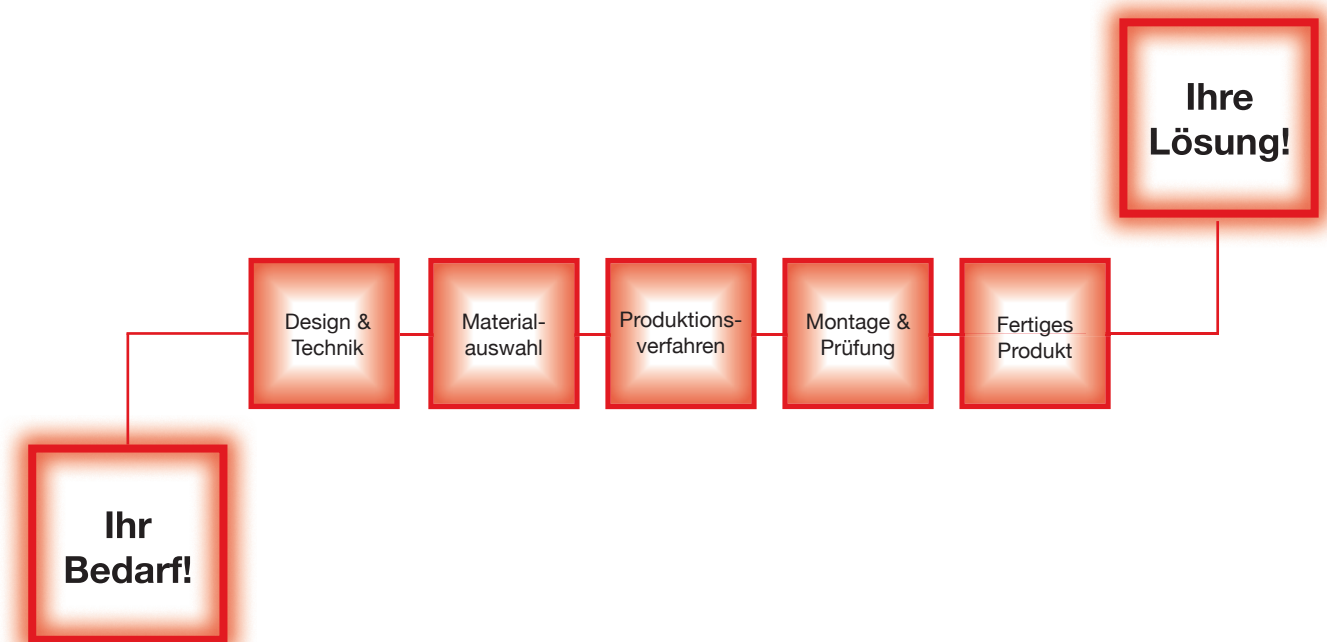 Ihre
Lösung!
Design &
Technik
Material-
auswahl
Produktions-
verfahren
Montage &
Prüfung
Fertiges
Produkt
Ihr
Bedarf!